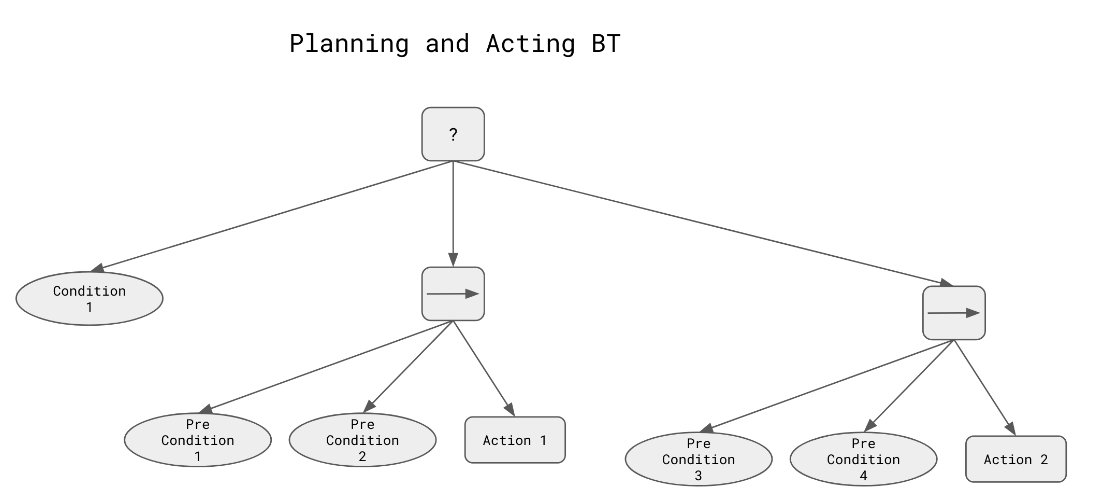 Planning and Acting BT
?
Condition
1
Pre
Condition
1
Pre
Condition
2
Action 1
Pre
Condition
3
Pre
Condition
4
Action 2